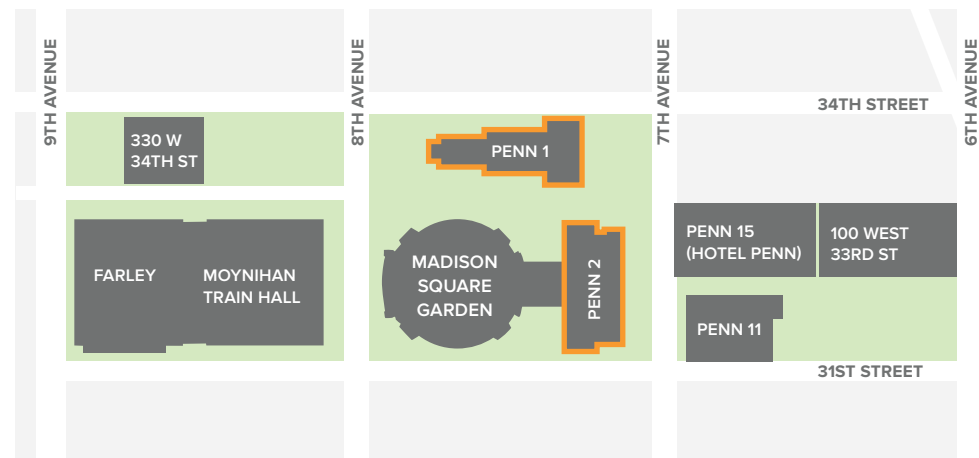 9TH AVENUE
8TH AVENUE
7TH AVENUE
6TH AVENUE
34TH STREET
330 W
34TH ST
PENN 1
FARLEY
MOYNIHAN
TRAIN HALL
MADISON
SQUARE
GARDEN
PENN 2
PENN 15
(HOTEL PENN)
100 WEST
33RD ST
PENN 11
31ST STREET